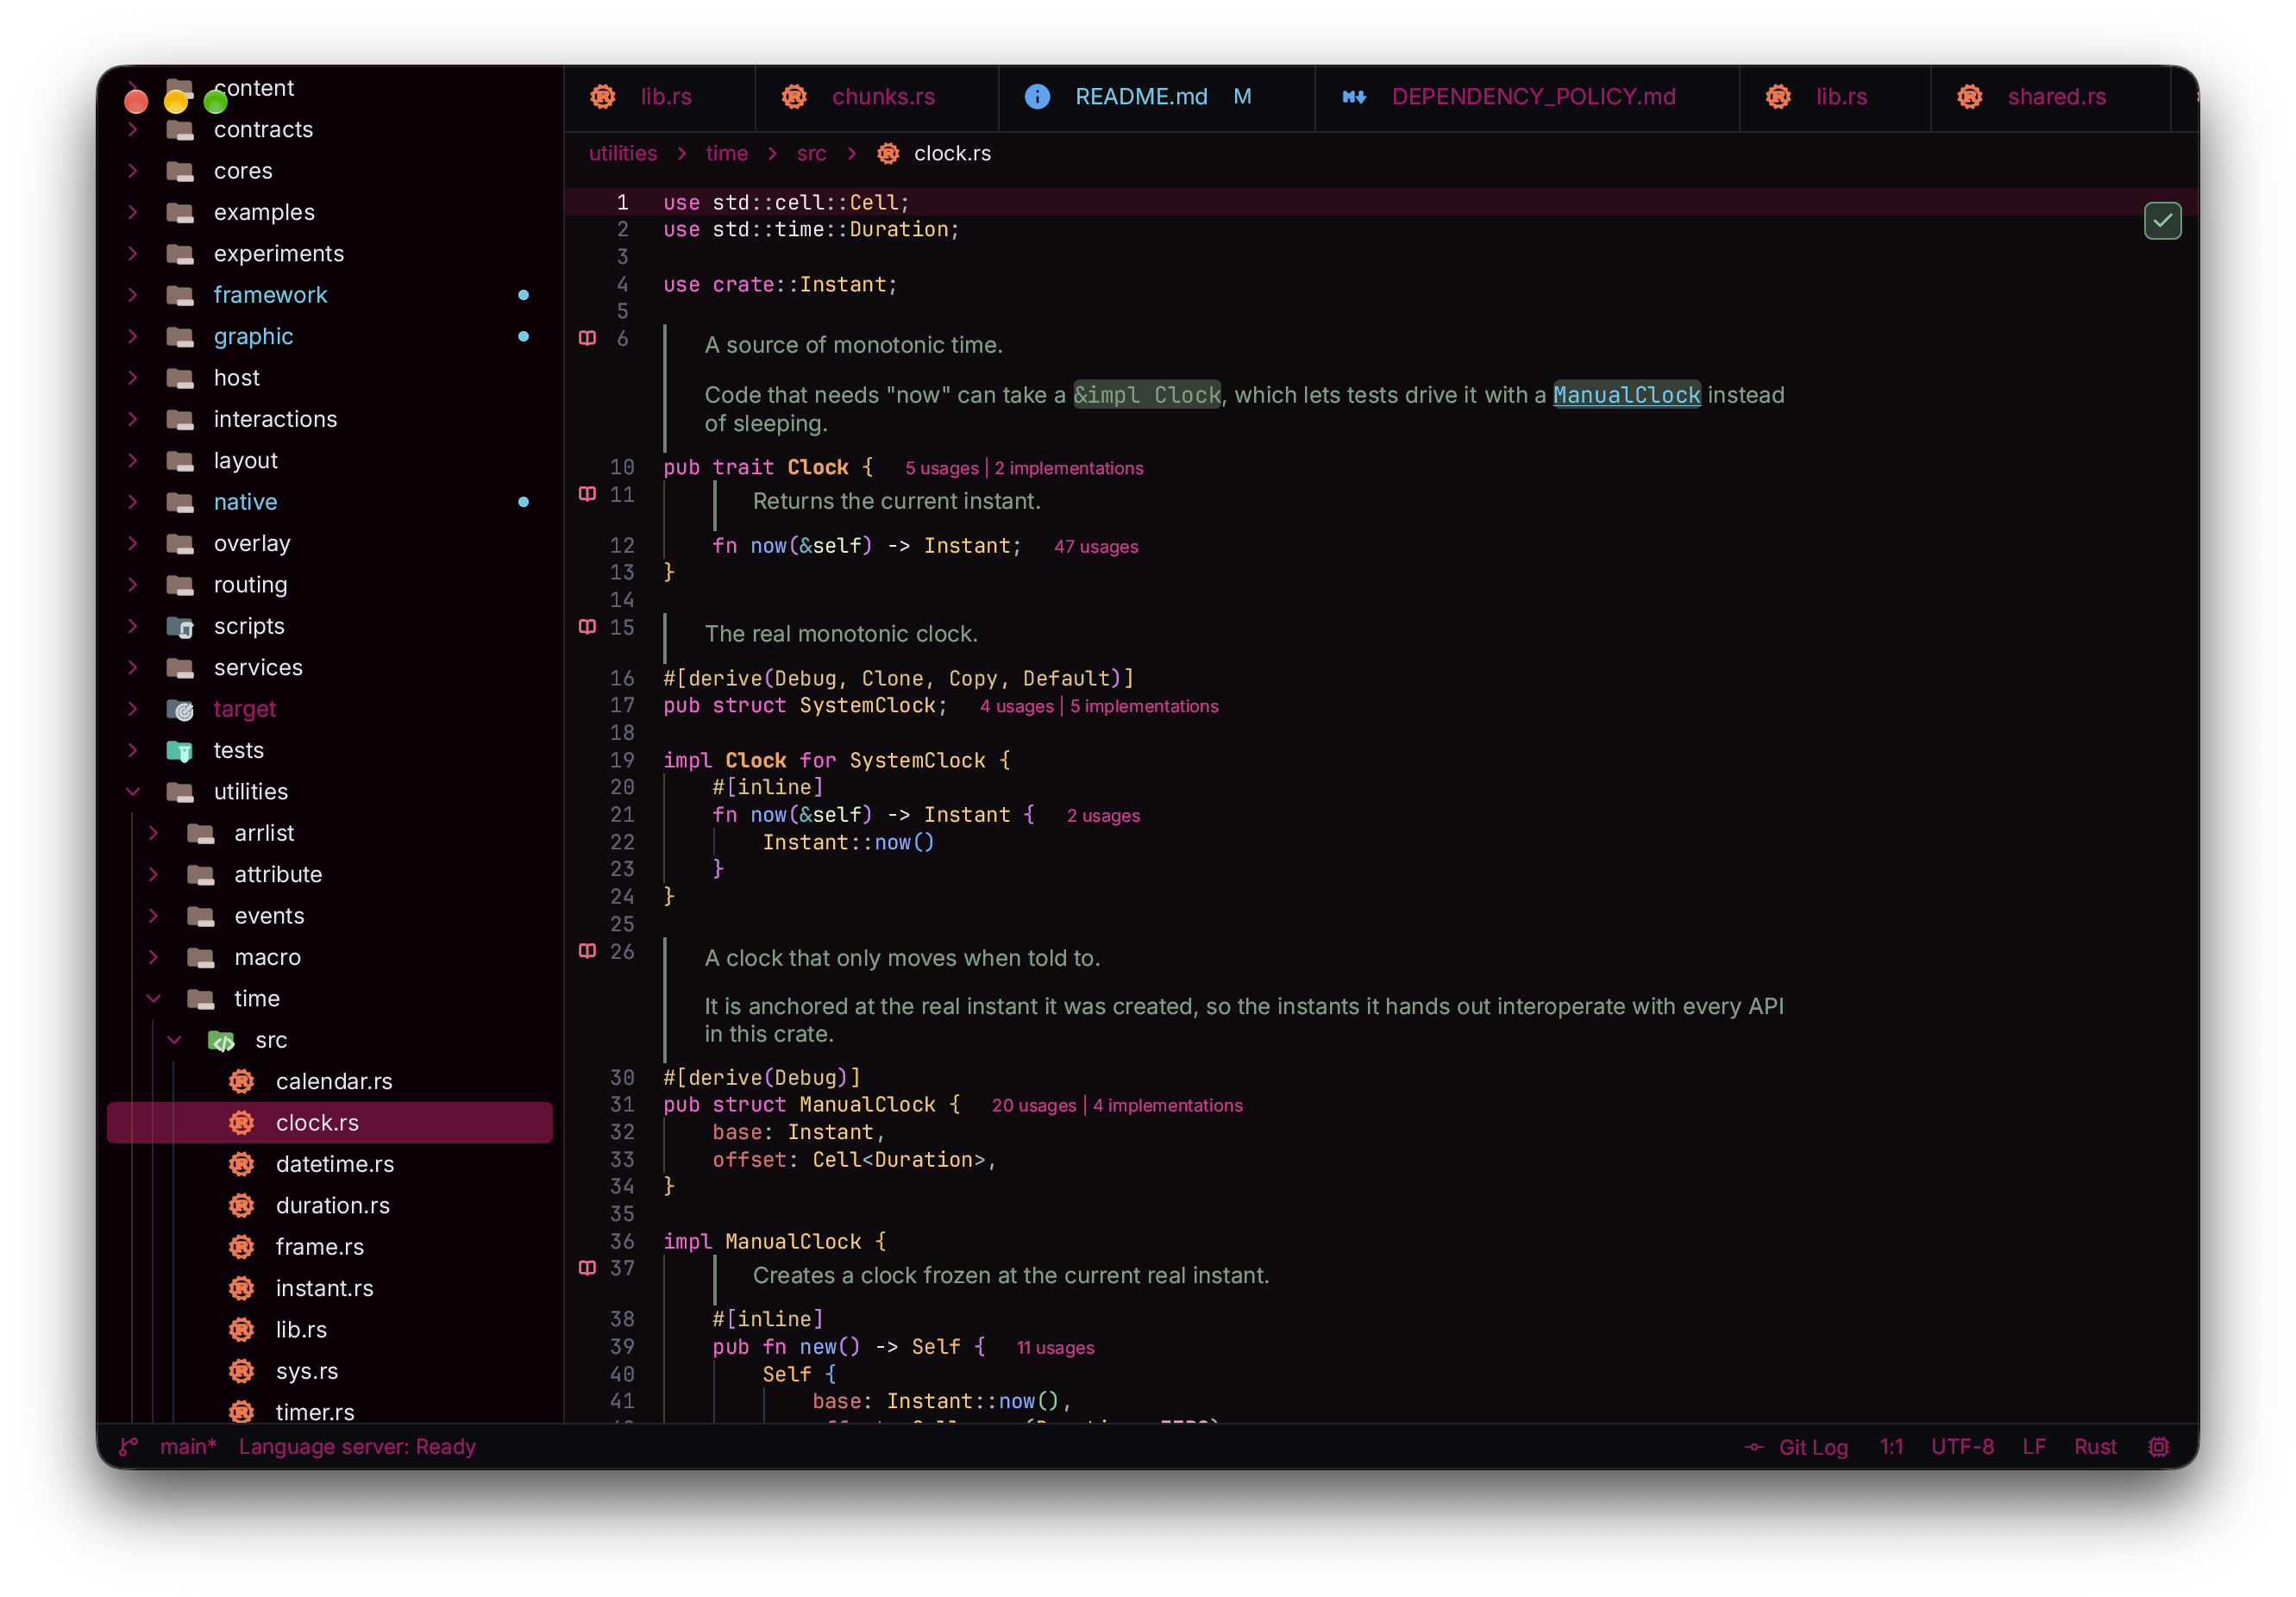 content
contracts
cores
examples
experiments
framework
graphic
host
interactions
layout
native
overlay
routing
scripts
services
target
tests
utilities
arrlist
attribute
events
macro
time
src
calendar.rs
clock.rs
datetime.rs
duration.rs
frame.rs
instant.rs
lib.rs
sys.rs
timer.rs
lib.rs chunks.rs README.md M DEPENDENCY_POLICY.md lib.rs shared.rs
utilities > time > src > clock.rs
1 use std::cell::Cell;
2 use std::time::Duration;
3
4 use crate::Instant;
5
6 A source of monotonic time.
Code that needs "now" can take a &impl Clock, which lets tests drive it with a ManualClock instead
of sleeping.
10 pub trait Clock { 5 usages | 2 implementations
11 Returns the current instant.
12 fn now(&self) -> Instant; 47 usages
13 }
14
15 The real monotonic clock.
16 #[derive(Debug, Clone, Copy, Default)]
17 pub struct SystemClock; 4 usages | 5 implementations
18
19 impl Clock for SystemClock {
20 #[inline]
21 fn now(&self) -> Instant { 2 usages
22 Instant::now()
23 }
24 }
25
26 A clock that only moves when told to.
It is anchored at the real instant it was created, so the instants it hands out interoperate with every API
in this crate.
30 #[derive(Debug)]
31 pub struct ManualClock { 20 usages | 4 implementations
32 base: Instant,
33 offset: Cell<Duration>,
34 }
35
36 impl ManualClock {
37 Creates a clock frozen at the current real instant.
38 #[inline]
39 pub fn new() -> Self { 11 usages
40 Self {
41 base: Instant::now(),
main* Language server: Ready Git Log 1:1 UTF-8 LF Rust